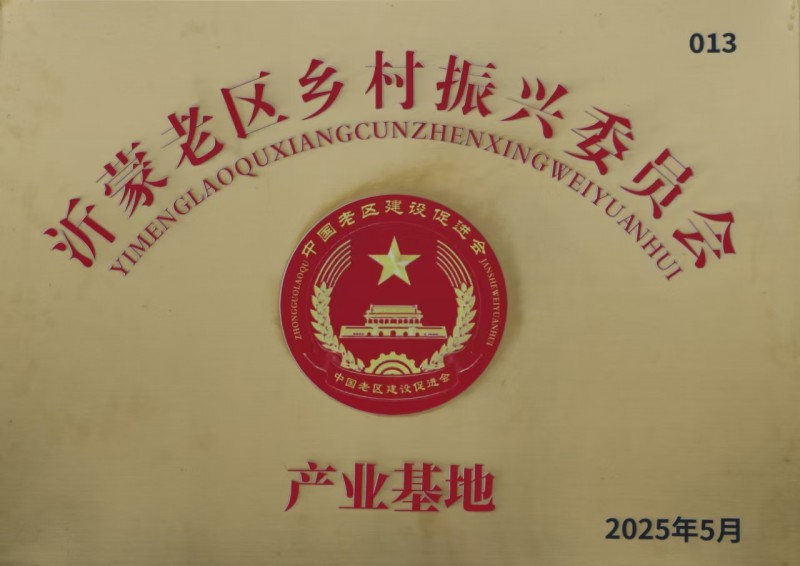 013
沂蒙老区乡村振兴委员会
YIMENGLAOQUXIANGCUNZHENXINGWEIYUANHUI
中国老区建设促进会
ZHONGGUOLAOQU
JANSHEWEIYUANHUI
中国老区建设促进会
产业基地
2025年5月